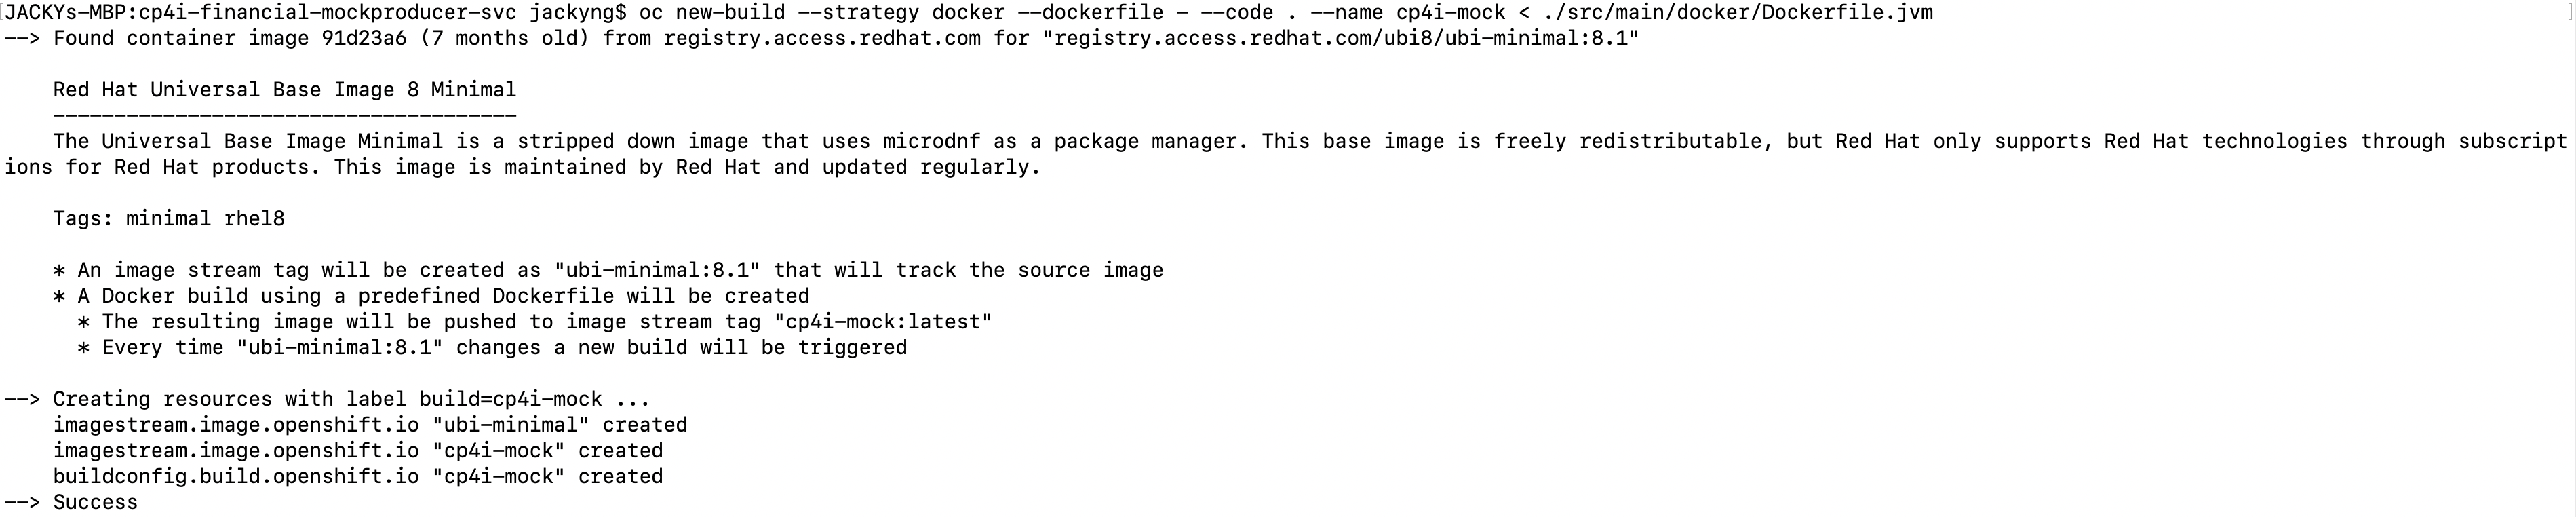 JACKYs-MBP:cp4i-financial-mockproducer-svc jackyng$ oc new-build --strategy docker --dockerfile - --code . --name cp4i-mock < ./src/main/docker/Dockerfile.jvm
--> Found container image 91d23a6 (7 months old) from registry.access.redhat.com for "registry.access.redhat.com/ubi8/ubi-minimal:8.1"
Red Hat Universal Base Image 8 Minimal
--------------------------------------
The Universal Base Image Minimal is a stripped down image that uses microdnf as a package manager. This base image is freely redistributable, but Red Hat only supports Red Hat technologies through subscript
ions for Red Hat products. This image is maintained by Red Hat and updated regularly.
Tags: minimal rhel8
* An image stream tag will be created as "ubi-minimal:8.1" that will track the source image
* A Docker build using a predefined Dockerfile will be created
* The resulting image will be pushed to image stream tag "cp4i-mock:latest"
* Every time "ubi-minimal:8.1" changes a new build will be triggered
--> Creating resources with label build=cp4i-mock ...
imagestream.image.openshift.io "ubi-minimal" created
imagestream.image.openshift.io "cp4i-mock" created
buildconfig.build.openshift.io "cp4i-mock" created
--> Success